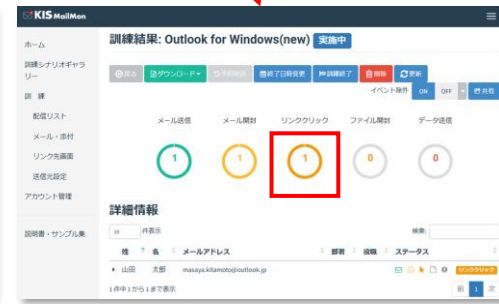 KIS MailMon
ホーム
訓練シナリオギャラリー
訓 練
配信リスト
メール・添付
リンク先画面
送信元設定
アカウント管理
説明書・サンプル集
訓練結果: Outlook for Windows(new) 実施中
戻る ダウンロード 予約取消 終了日時変更 訓練終了 削除 更新
イベント除外 ON OFF 共有
メール送信 メール開封 リンククリック ファイル開封 データ送信
1 1 1 0 0
詳細情報
10 件表示 検索:
姓 名 メールアドレス 部署 役職 ステータス
山田 太郎 masaya.kitamoto@outlook.jp リンククリック
1 件中 1 から 1 まで表示 前 1 次